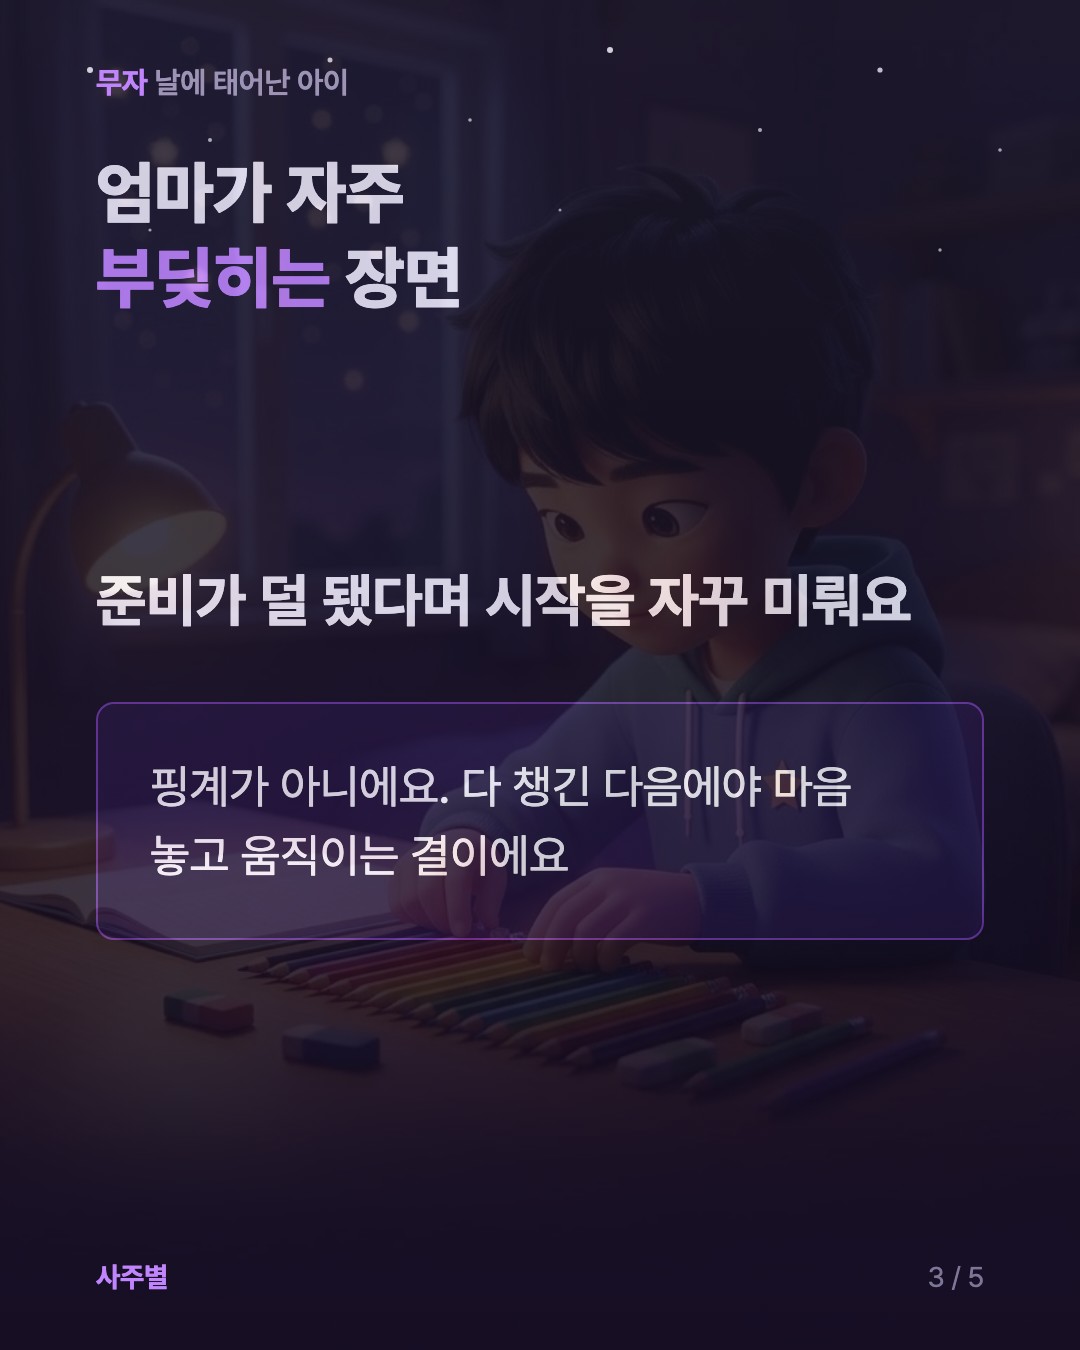 무자 날에 태어난 아이
엄마가 자주
부딪히는 장면
준비가 덜 됐다며 시작을 자꾸 미뤄요
핑계가 아니에요. 다 챙긴 다음에야 마음
놓고 움직이는 결이에요
사주별
3 / 5